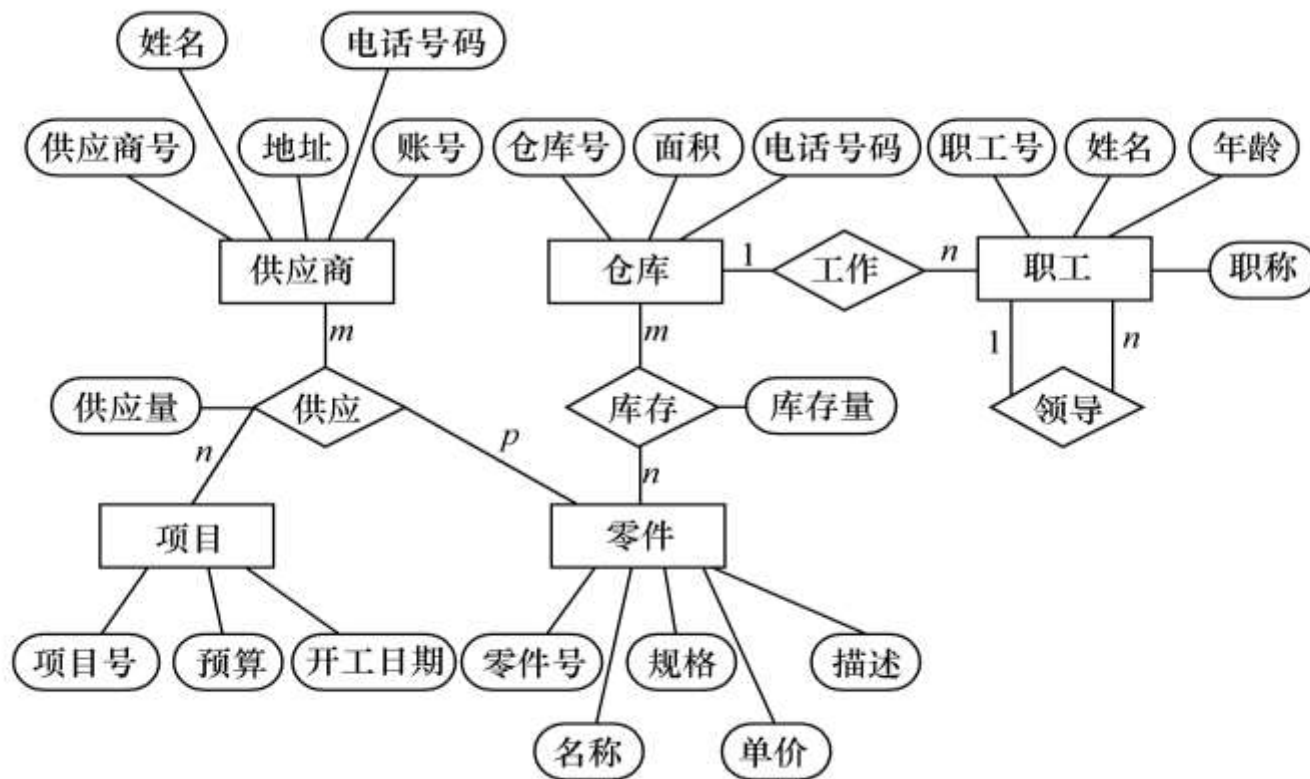 姓名 电话号码
供应商号 地址 账号 仓库号 面积 电话号码 职工号 姓名 年龄
供应商 仓库 1 工作 n 职工 职称
m m 1 n
供应量 供应 库存 库存量 领导
n p n
项目 零件
项目号 预算 开工日期 零件号 规格 描述
名称 单价